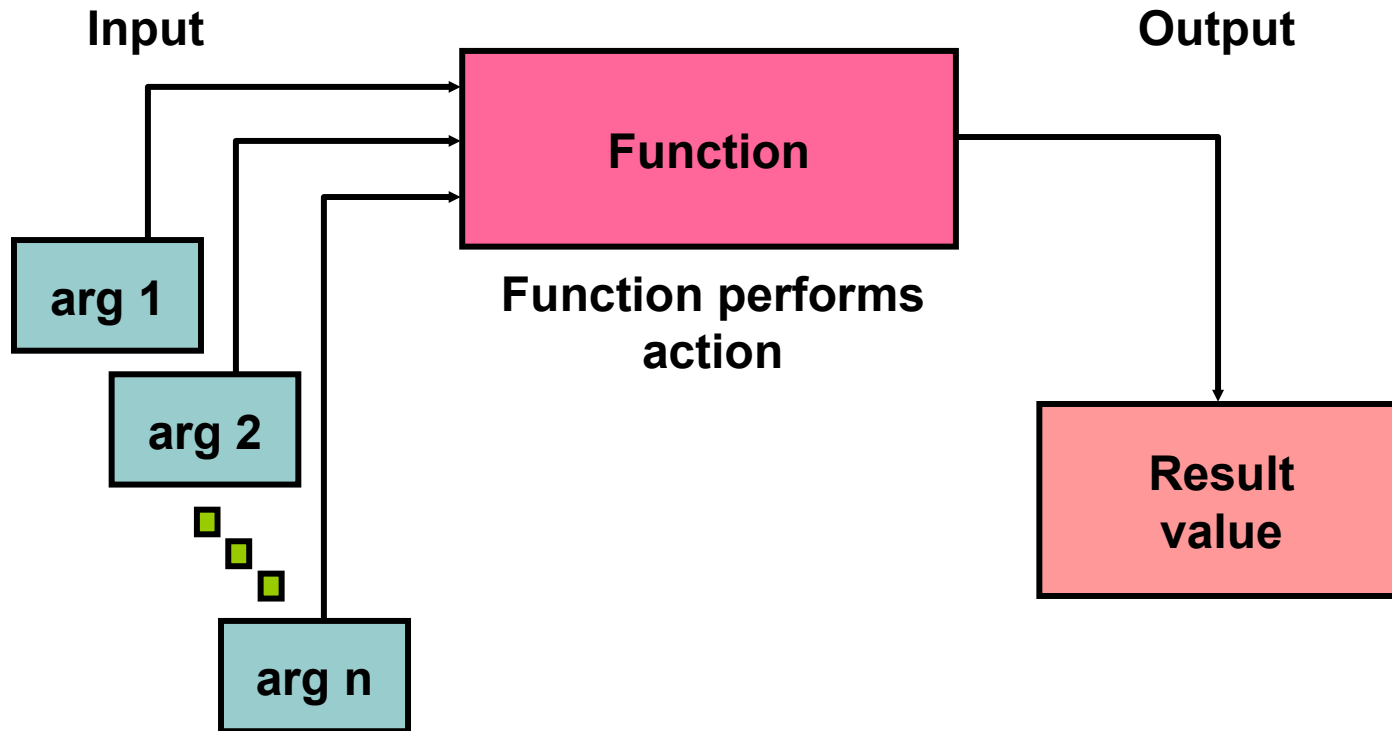 Input
Output
Function
arg 1
Function performs
action
arg 2
Result
value
arg n